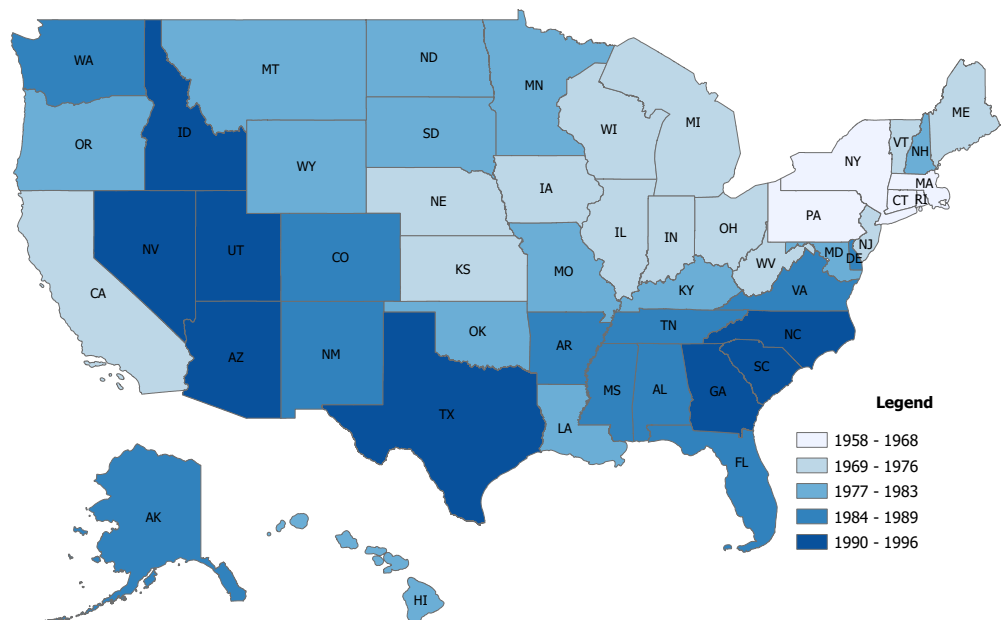 WA
MT
ND
MN
ME
OR
ID
SD
WI
MI
VT
NH
WY
NY
MA
NE
IA
CT
RI
PA
NV
UT
CO
IL
IN
OH
NJ
MD
DE
WV
CA
KS
MO
KY
VA
OK
TN
NC
AZ
NM
AR
SC
MS
AL
GA
TX
LA
FL
AK
HI
Legend
1958 - 1968
1969 - 1976
1977 - 1983
1984 - 1989
1990 - 1996